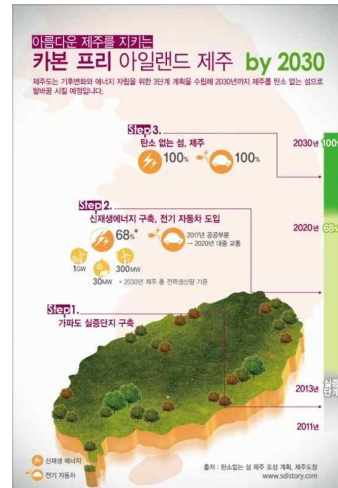 아름다운 제주를 지키는
카본 프리 아일랜드 제주 by 2030
제주도는 기후변화와 에너지 자립을 위한 3단계 계획을 수립해 2030년까지 제주를 탄소 없는 섬으로
탈바꿈 시킬 예정입니다.
Step3.
탄소 없는 섬, 제주
100% 100%
2030년 100%
Step2.
신재생에너지 구축, 전기 자동차 도입
68%*
2017년 공공부문
→ 2020년 대중 교통
2020년 68%
1GW 300MW
30MW * 2030년 제주 총 전력생산량 기준
Step1.
가파도 실증단지 구축
2013년
실증
단계
2011년
신재생 에너지
전기 자동차
출처 : 탄소없는 섬 제주 조성 계획, 제주도청
www.sdistory.com